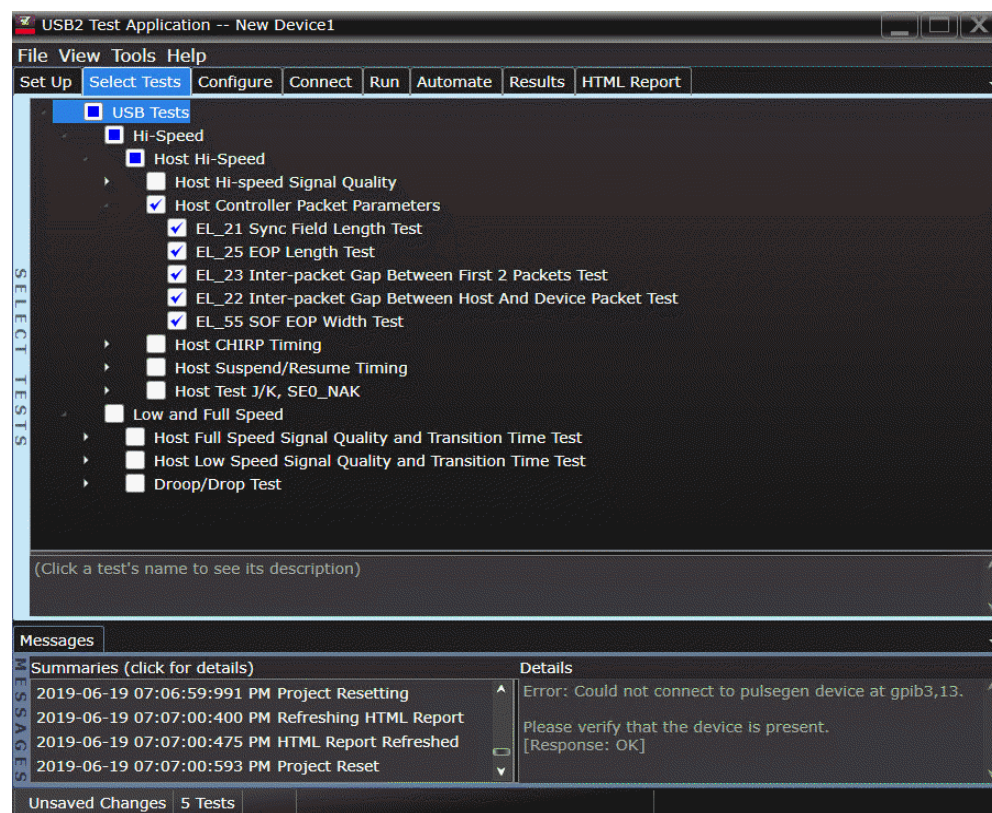 USB2 Test Application -- New Device1
File View Tools Help
Set Up Select Tests Configure Connect Run Automate Results HTML Report
SELECT TESTS
USB Tests
Hi-Speed
Host Hi-Speed
Host Hi-speed Signal Quality
Host Controller Packet Parameters
EL_21 Sync Field Length Test
EL_25 EOP Length Test
EL_23 Inter-packet Gap Between First 2 Packets Test
EL_22 Inter-packet Gap Between Host And Device Packet Test
EL_55 SOF EOP Width Test
Host CHIRP Timing
Host Suspend/Resume Timing
Host Test J/K, SE0_NAK
Low and Full Speed
Host Full Speed Signal Quality and Transition Time Test
Host Low Speed Signal Quality and Transition Time Test
Droop/Drop Test
(Click a test's name to see its description)
Messages
MESSAGES
Summaries (click for details)
2019-06-19 07:06:59:991 PM Project Resetting
2019-06-19 07:07:00:400 PM Refreshing HTML Report
2019-06-19 07:07:00:475 PM HTML Report Refreshed
2019-06-19 07:07:00:593 PM Project Reset
Details
Error: Could not connect to pulsegen device at gpib3,13.
Please verify that the device is present.
[Response: OK]
Unsaved Changes 5 Tests